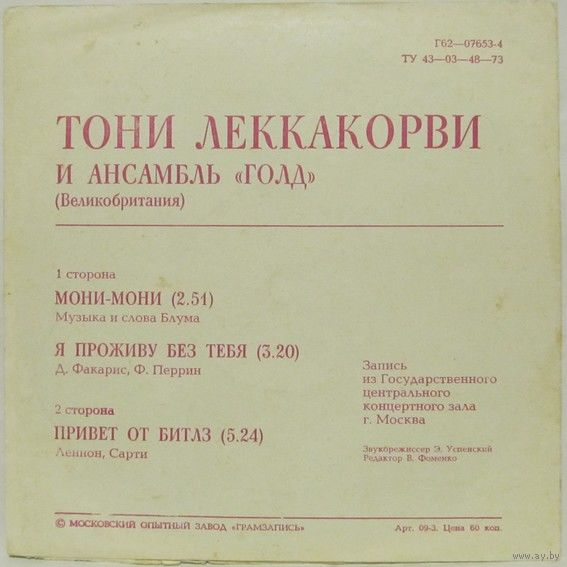 Г62—07653-4
ТУ 43—03—48—73
ТОНИ ЛЕККАКОРВИ
И АНСАМБЛЬ «ГОЛД»
(Великобритания)
1 сторона
МОНИ-МОНИ (2.51)
Музыка и слова Блума
Я ПРОЖИВУ БЕЗ ТЕБЯ (3.20)
Д. Факарис, Ф. Перрин
2 сторона
ПРИВЕТ ОТ БИТЛЗ (5.24)
Леннон, Сарти
Запись
из Государственного
центрального
концертного зала
г. Москва
Звукорежиссер Э. Успенский
Редактор В. Фоменко
© МОСКОВСКИЙ ОПЫТНЫЙ ЗАВОД «ГРАМЗАПИСЬ»
Арт. 09-3. Цена 60 коп.
www.ay.by